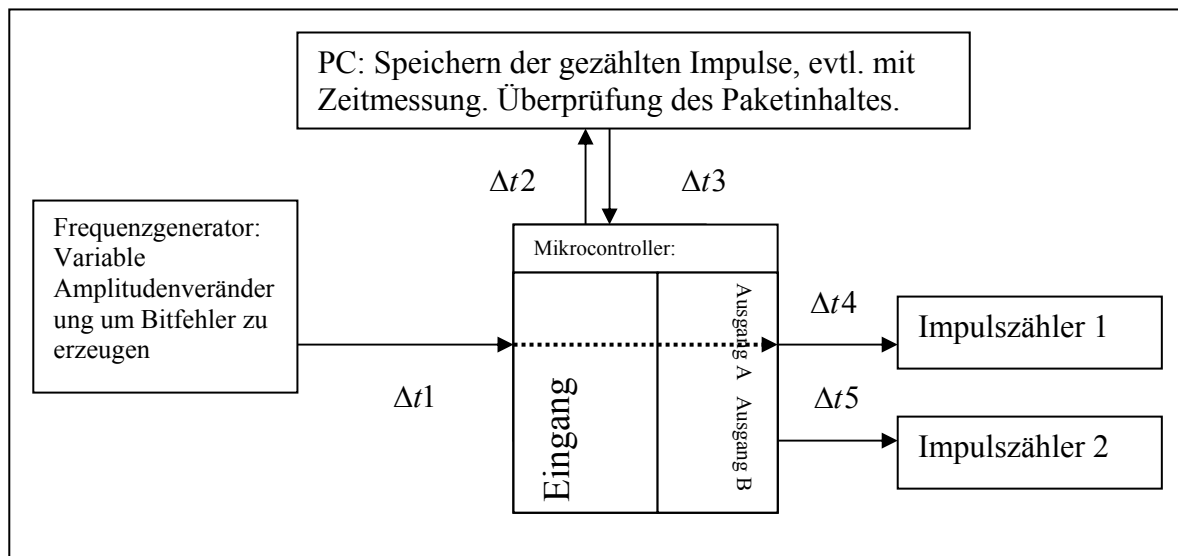 PC: Speichern der gezählten Impulse, evtl. mit
Zeitmessung. Überprüfung des Paketinhaltes.
Δt2
Δt3
Frequenzgenerator:
Variable
Amplitudenveränder
ung um Bitfehler zu
erzeugen
Δt1
Mikrocontroller:
Eingang
Ausgang A
Ausgang B
Δt4
Impulszähler 1
Δt5
Impulszähler 2